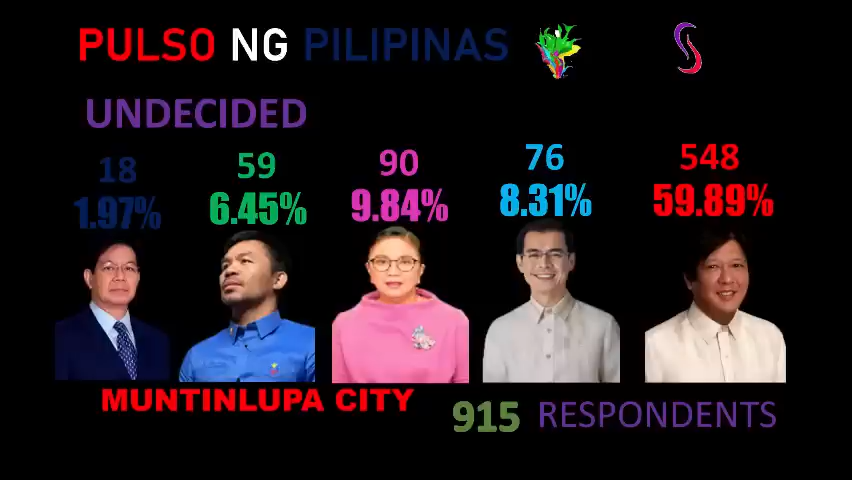 PULSO NG PILIPINAS
UNDECIDED
18 59 90 76 548
1.97% 6.45% 9.84% 8.31% 59.89%
MUNTINLUPA CITY
915 RESPONDENTS